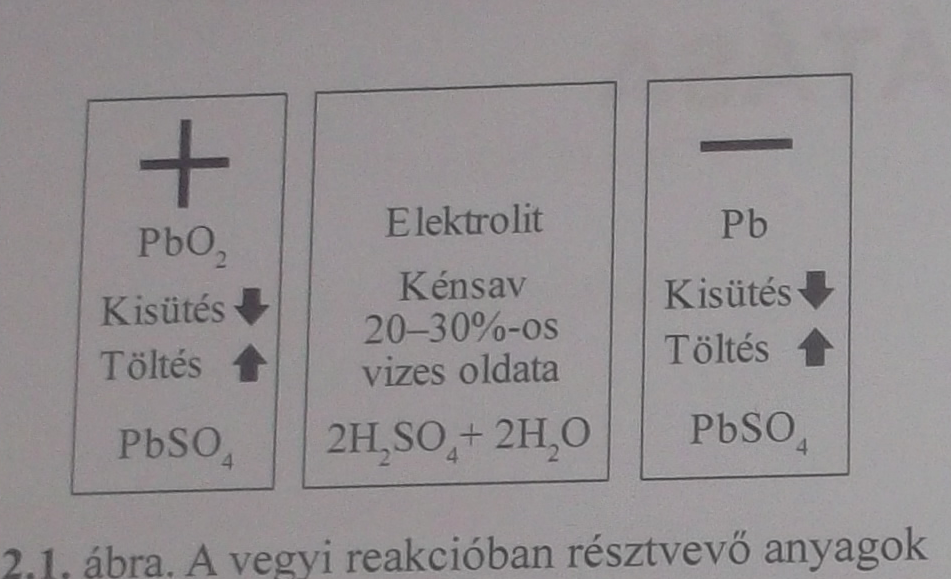 +
PbO₂
Kisütés ⬇
Töltés ⬆
PbSO₄
Elektrolit
Kénsav
20–30%-os
vizes oldata
2H₂SO₄+ 2H₂O
—
Pb
Kisütés ⬇
Töltés ⬆
PbSO₄
2.1. ábra. A vegyi reakcióban résztvevő anyagok